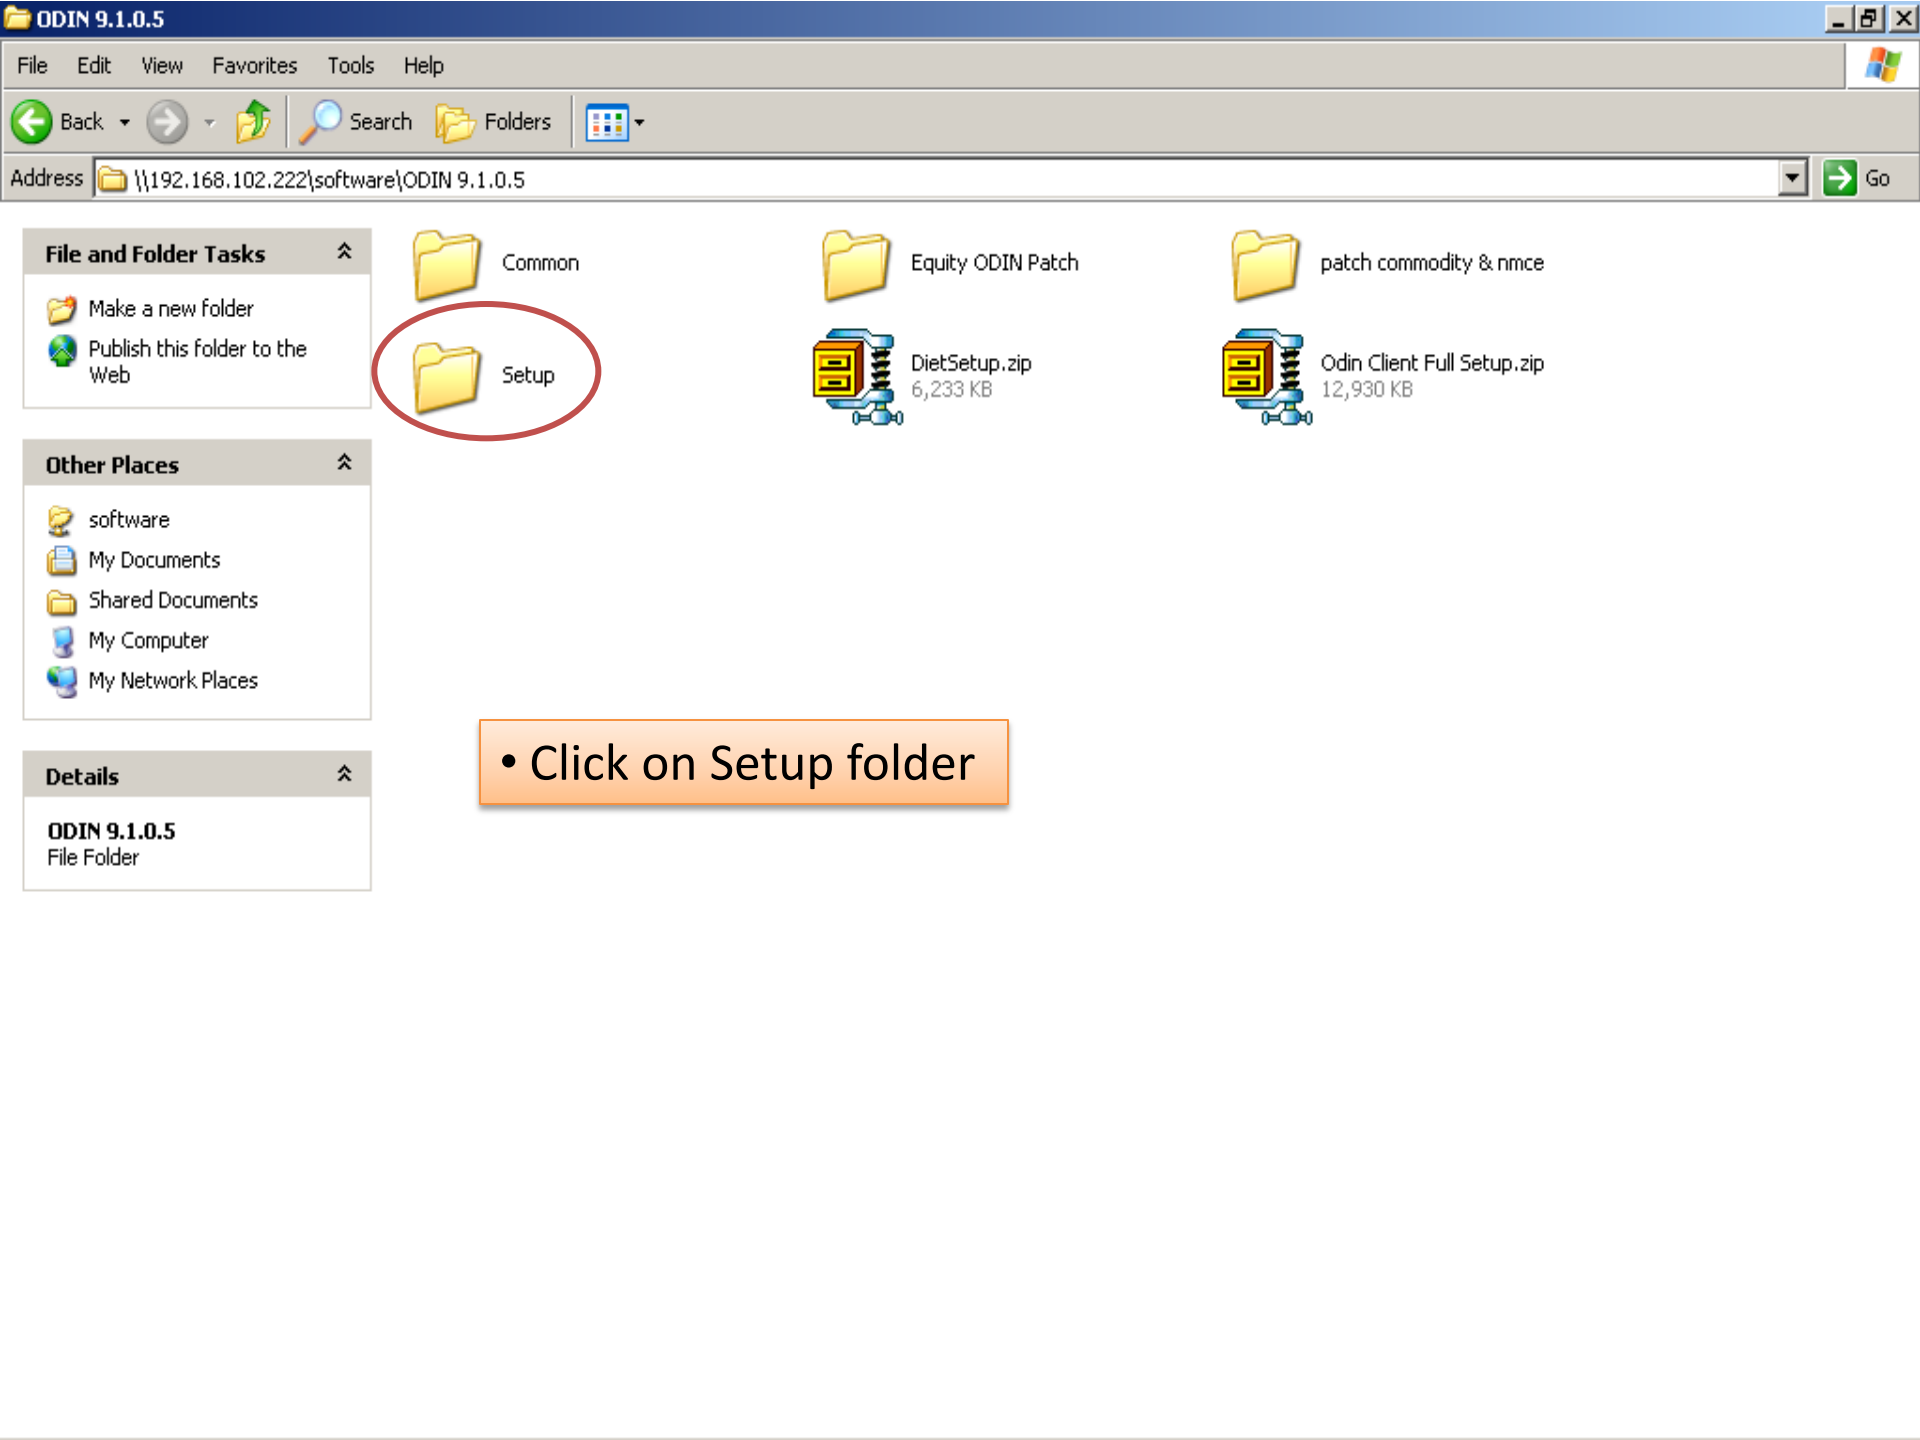 ODIN 9.1.0.5
File Edit View Favorites Tools Help
Back Search Folders
Address \\192.168.102.222\software\ODIN 9.1.0.5 Go
File and Folder Tasks
Make a new folder
Publish this folder to the
Web
Other Places
software
My Documents
Shared Documents
My Computer
My Network Places
Details
ODIN 9.1.0.5
File Folder
Common
Equity ODIN Patch
patch commodity & nmce
Setup
DietSetup.zip
6,233 KB
Odin Client Full Setup.zip
12,930 KB
• Click on Setup folder